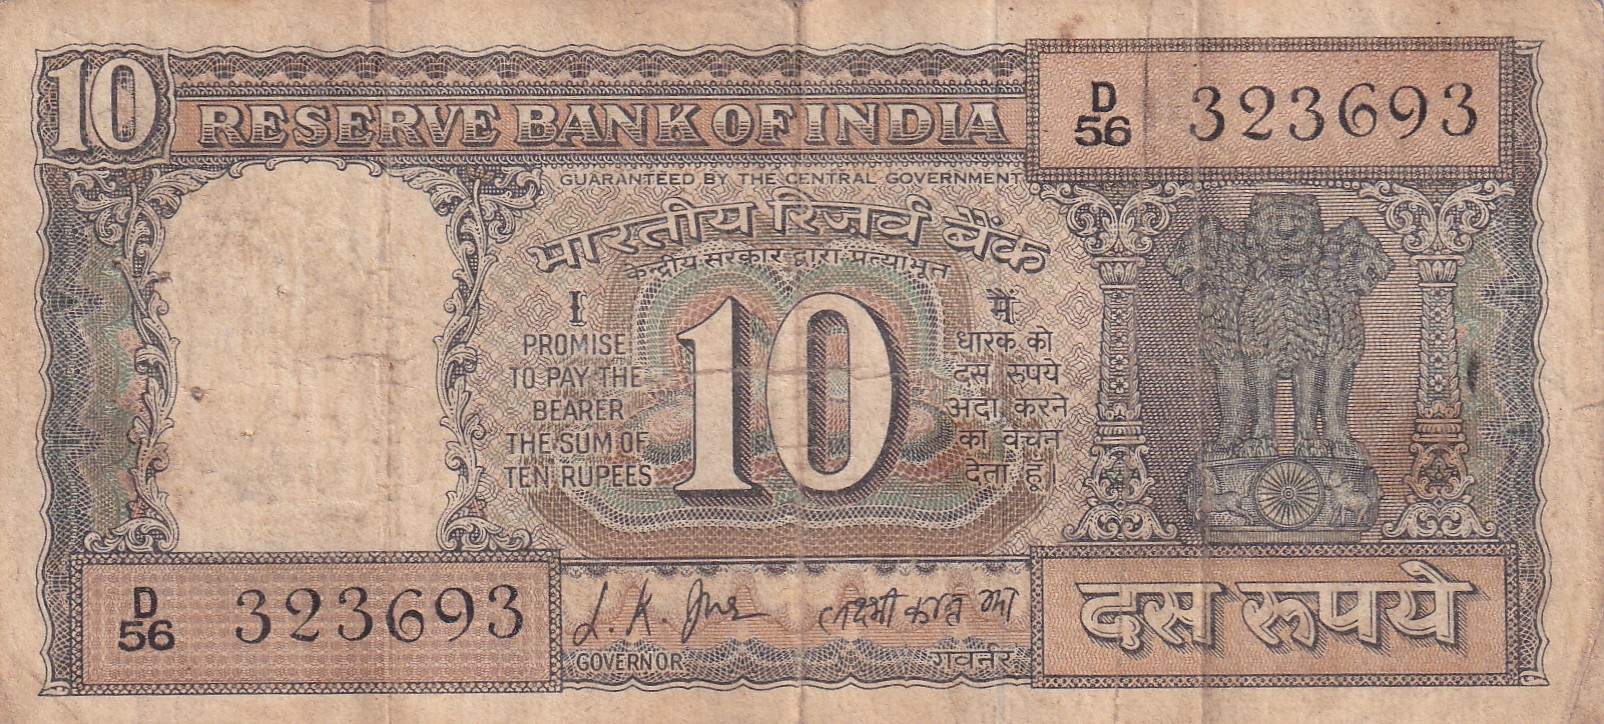 10
RESERVE BANK OF INDIA
D
56 323693
GUARANTEED BY THE CENTRAL GOVERNMENT
भारतीय रिज़र्व बैंक
केन्द्रीय सरकार द्वारा प्रत्याभूत
I
PROMISE
TO PAY THE
BEARER
THE SUM OF
TEN RUPEES
10
मैं
धारक को
दस रुपये
अदा करने
का वचन
देता हूं।
D
56 323693
L. K. Jha
GOVERNOR
लक्ष्मी कान्त झा
गवर्नर
दस रूपये